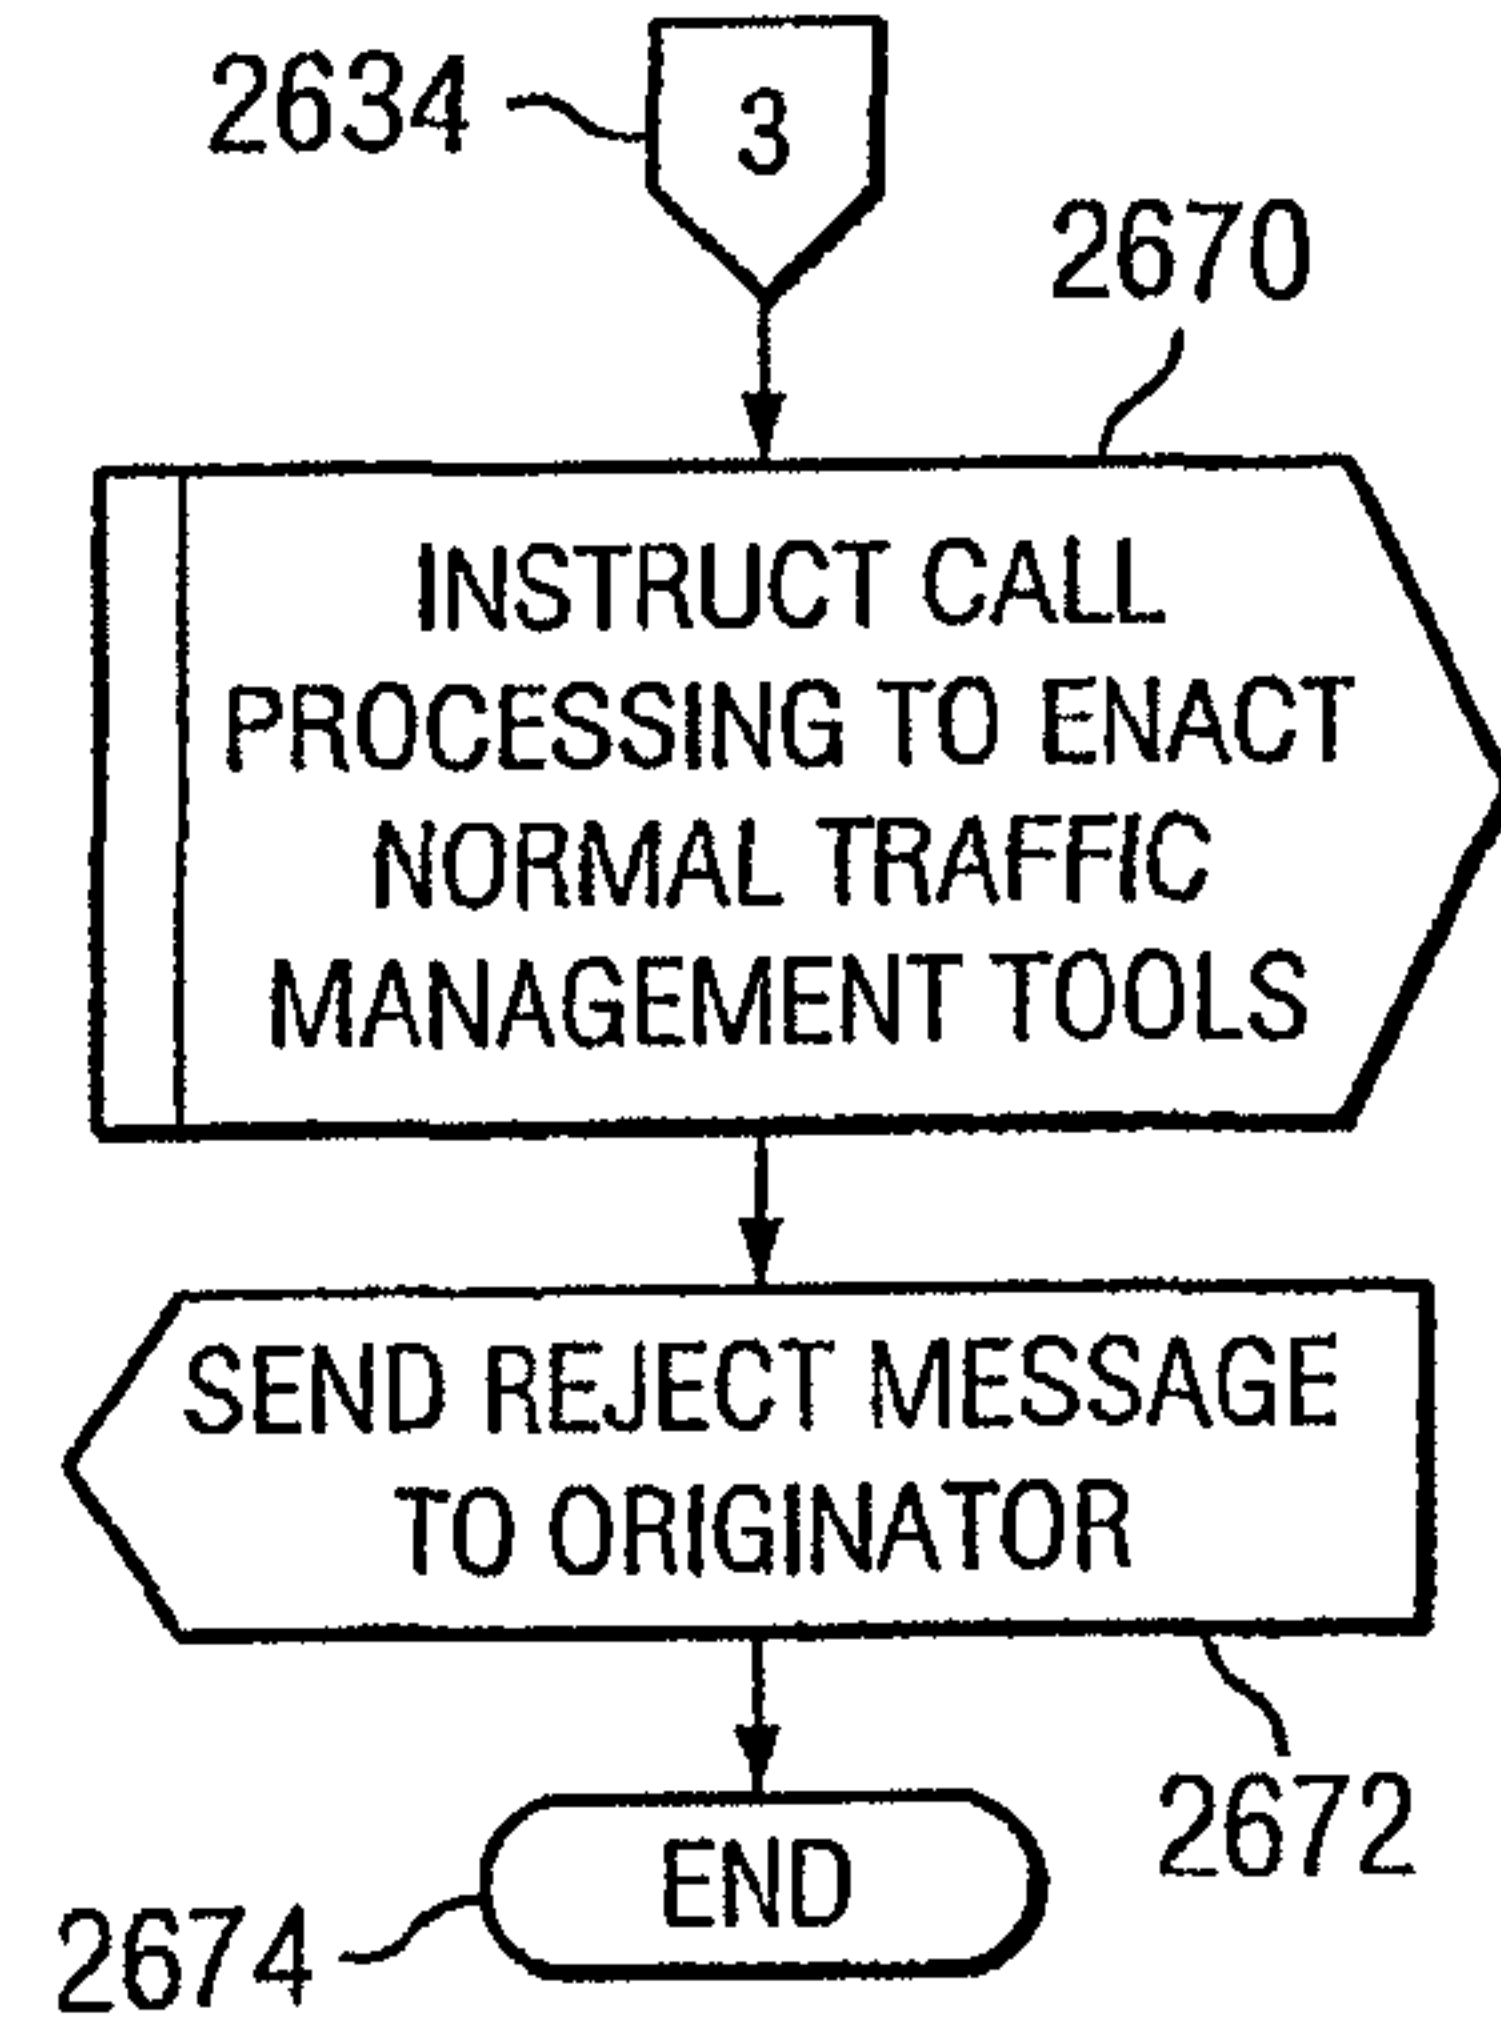 2634
3
2670
INSTRUCT CALL
PROCESSING TO ENACT
NORMAL TRAFFIC
MANAGEMENT TOOLS
SEND REJECT MESSAGE
TO ORIGINATOR
2672
END
2674